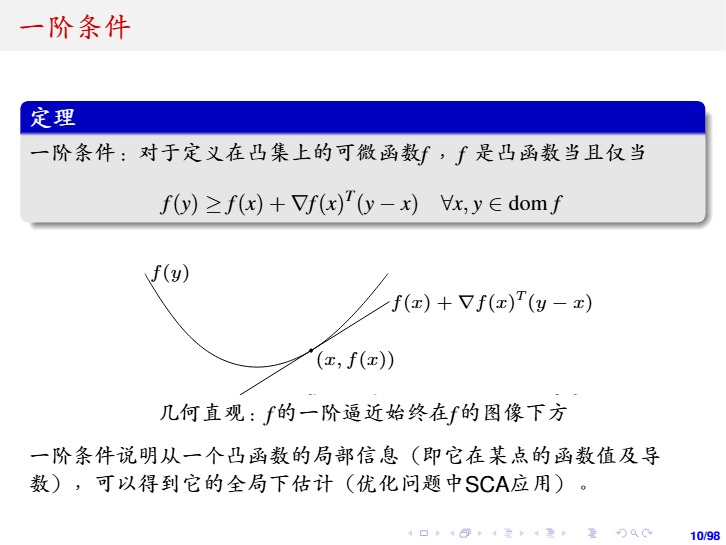 一阶条件
定理
一阶条件：对于定义在凸集上的可微函数f，f 是凸函数当且仅当
f(y) ≥ f(x) + ∇f(x)^T(y − x)　∀x, y ∈ dom f
f(y)
f(x) + ∇f(x)^T(y − x)
(x, f(x))
几何直观：f的一阶逼近始终在f的图像下方
一阶条件说明从一个凸函数的局部信息（即它在某点的函数值及导
数），可以得到它的全局下估计（优化问题中SCA应用）。
10/98